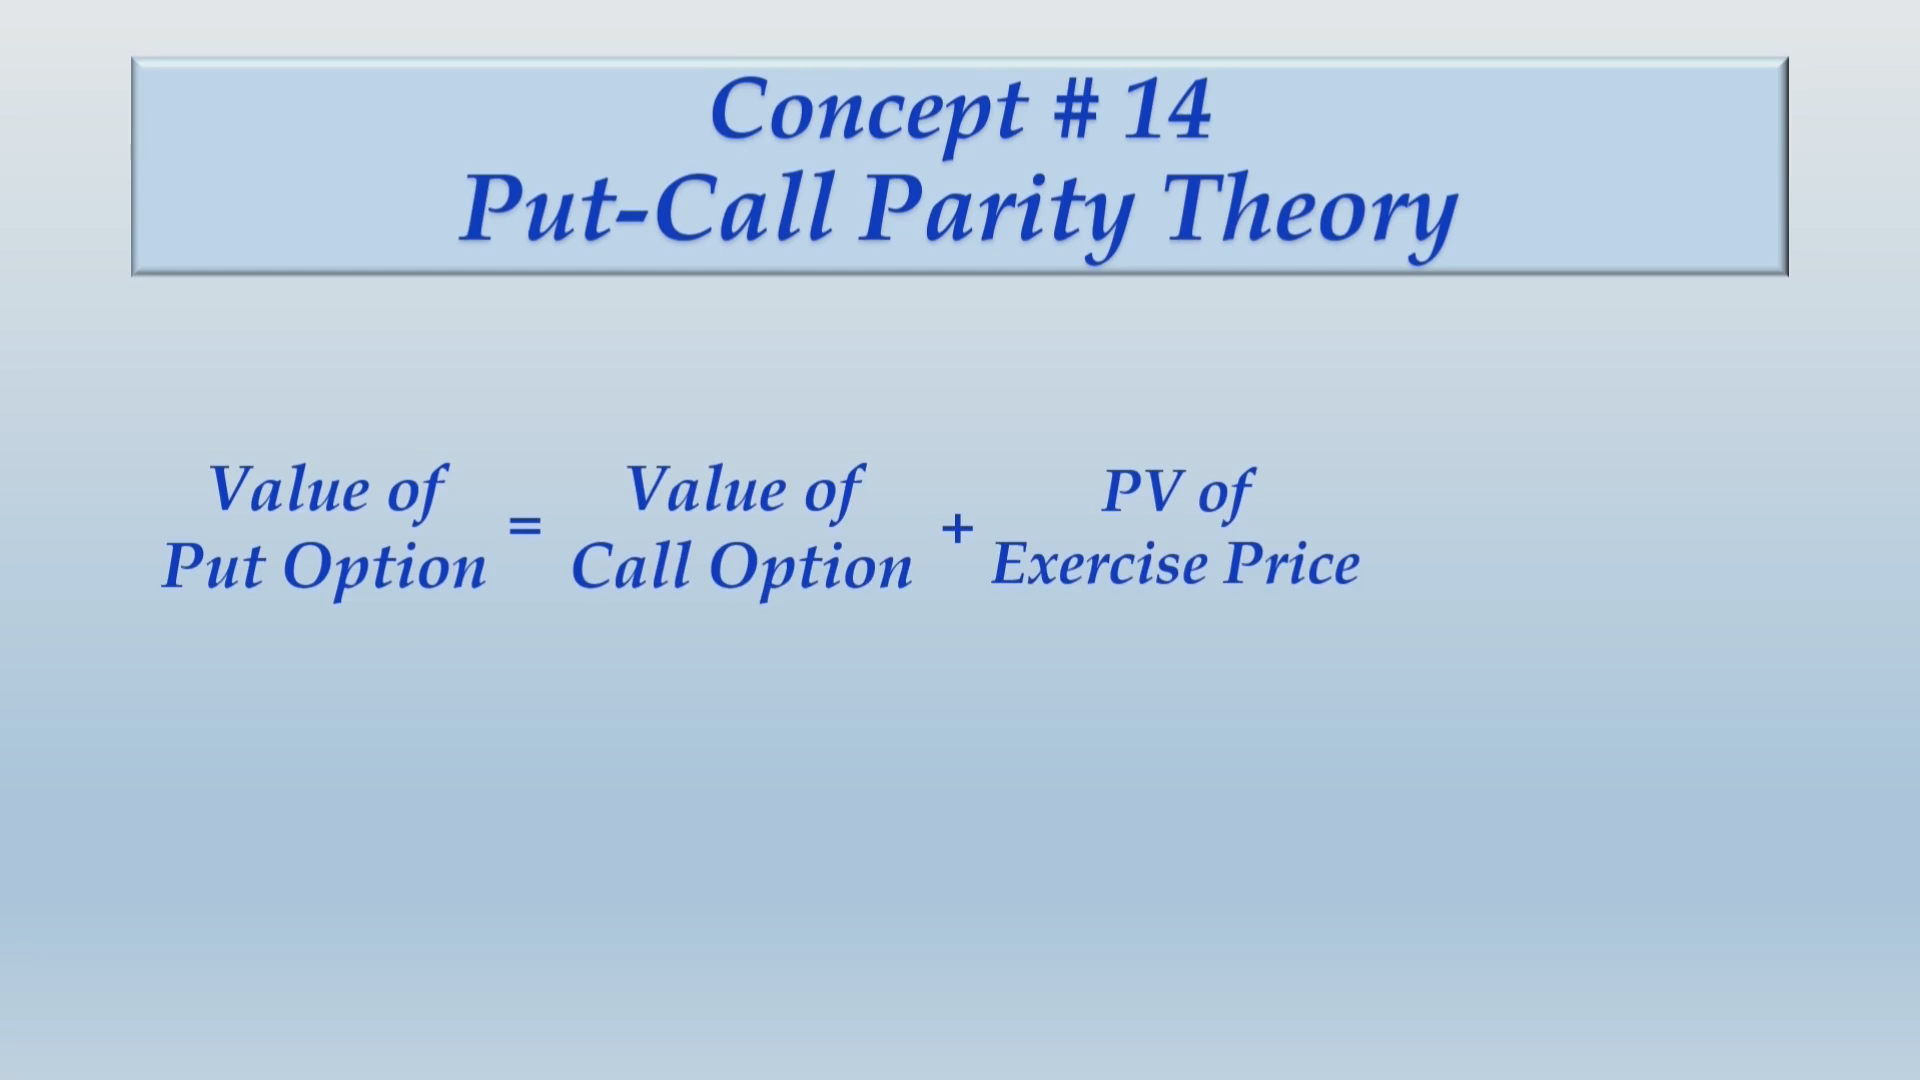 Concept # 14
Put-Call Parity Theory
Value of
Put Option
=
Value of
Call Option
+
PV of
Exercise Price